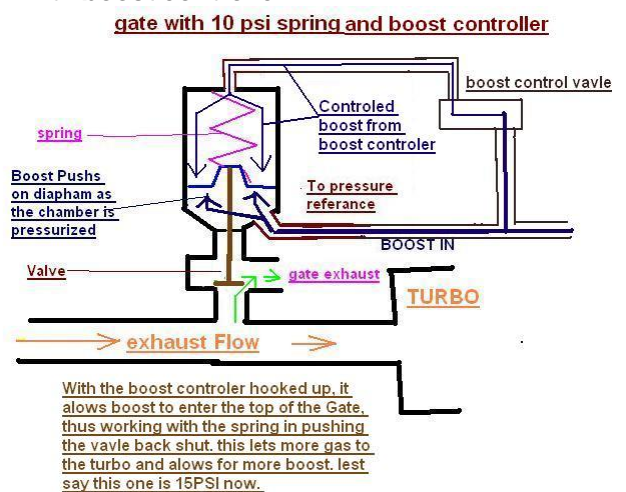 gate with 10 psi spring and boost controller
boost control vavle
Controled
boost from
boost controler
spring
Boost Pushs
on diapham as
the chamber is
pressurized
To pressure
referance
BOOST IN
Valve
gate exhaust
TURBO
exhaust Flow
With the boost controler hooked up, it
alows boost to enter the top of the Gate,
thus working with the spring in pushing
the vavle back shut. this lets more gas to
the turbo and alows for more boost. lest
say this one is 15PSI now.